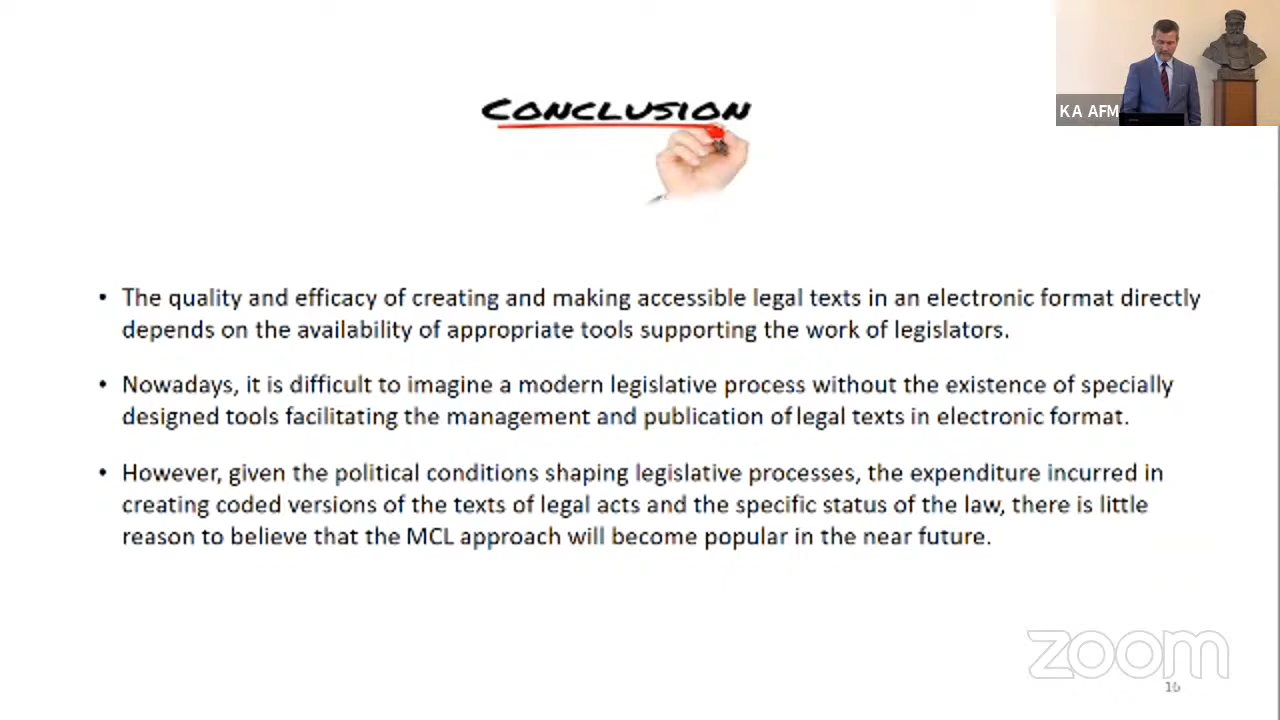 CONCLUSION
KA AFM
• The quality and efficacy of creating and making accessible legal texts in an electronic format directly
depends on the availability of appropriate tools supporting the work of legislators.
• Nowadays, it is difficult to imagine a modern legislative process without the existence of specially
designed tools facilitating the management and publication of legal texts in electronic format.
• However, given the political conditions shaping legislative processes, the expenditure incurred in
creating coded versions of the texts of legal acts and the specific status of the law, there is little
reason to believe that the MCL approach will become popular in the near future.
zoom
16